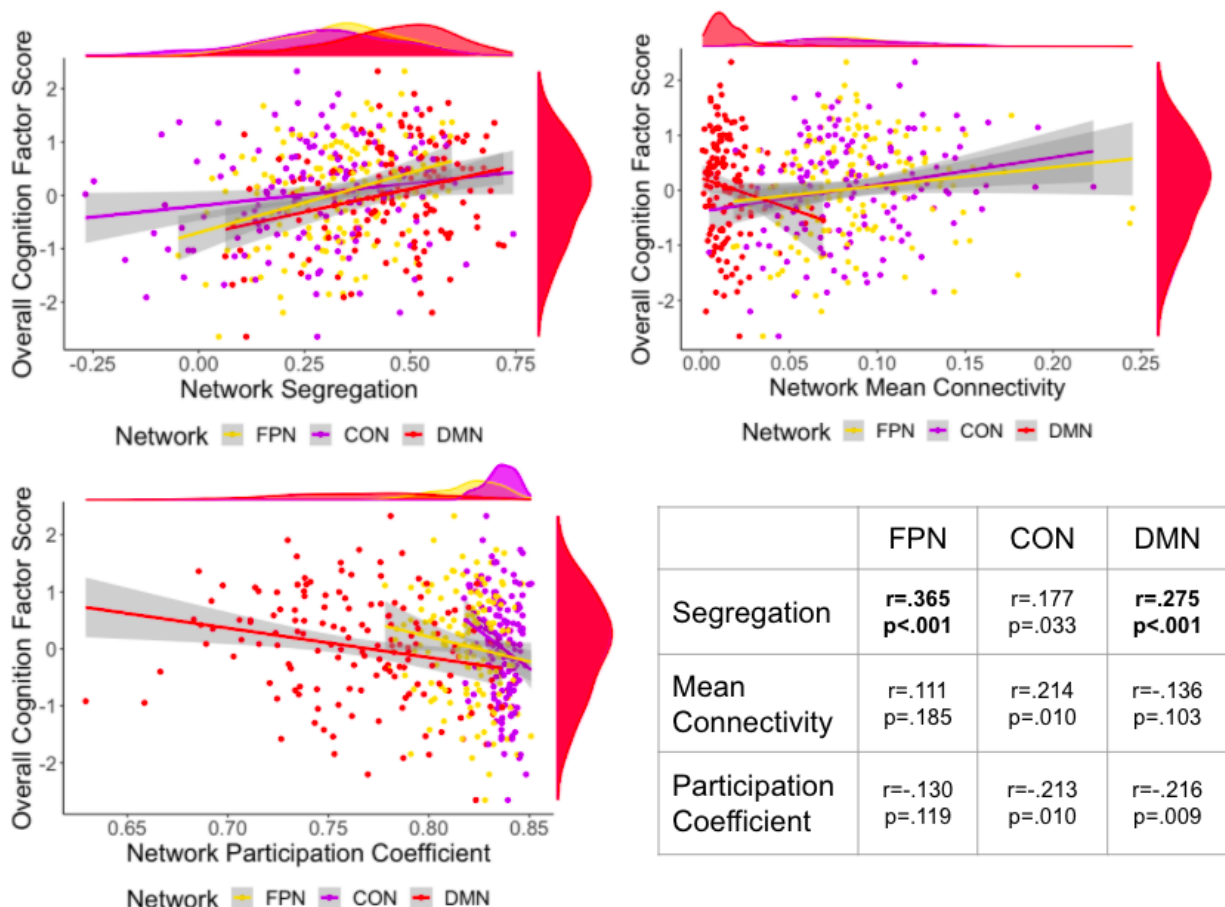 Overall Cognition Factor Score
2
1
0
-1
-2
-0.25
0.00
0.25
0.50
0.75
Network Segregation
Network FPN CON DMN
Overall Cognition Factor Score
2
1
0
-1
-2
0.00
0.05
0.10
0.15
0.20
0.25
Network Mean Connectivity
Network FPN CON DMN
Overall Cognition Factor Score
2
1
0
-1
-2
0.65
0.70
0.75
0.80
0.85
Network Participation Coefficient
Network FPN CON DMN
FPN CON DMN
Segregation
r=.365 r=.177 r=.275
p<.001 p=.033 p<.001
Mean
Connectivity
r=.111 r=.214 r=-.136
p=.185 p=.010 p=.103
Participation
Coefficient
r=-.130 r=-.213 r=-.216
p=.119 p=.010 p=.009